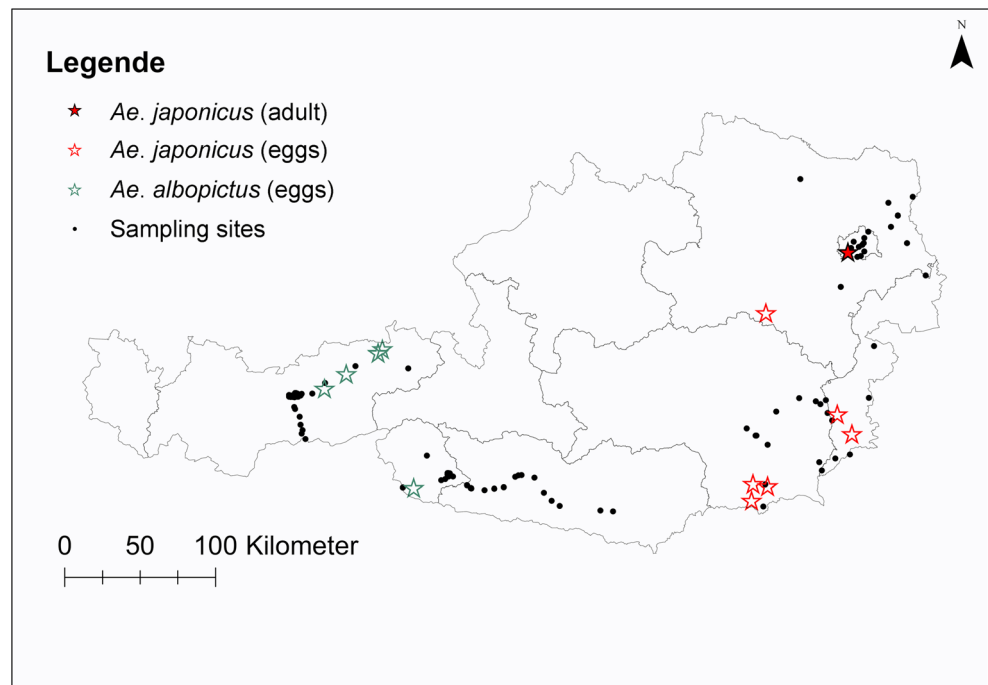 N
Legende
Ae. japonicus (adult)
Ae. japonicus (eggs)
Ae. albopictus (eggs)
Sampling sites
0 50 100 Kilometer